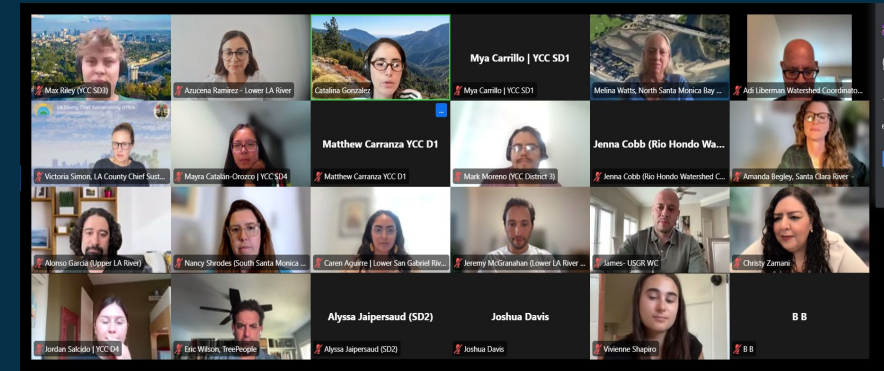 Max Riley (YCC SD3)
Azucena Ramirez - Lower LA River
Catalina Gonzalez
Mya Carrillo | YCC SD1
Mya Carrillo | YCC SD1
Melina Watts, North Santa Monica Bay ...
Adi Liberman Watershed Coordinato...
LA County Chief Sustainability Office
Victoria Simon, LA County Chief Sust...
Mayra Catalán-Orozco | YCC SD4
...
Matthew Carranza YCC D1
Matthew Carranza YCC D1
Mark Moreno (YCC District 3)
Jenna Cobb (Rio Hondo Wa...
Jenna Cobb (Rio Hondo Watershed C...
Amanda Begley, Santa Clara River
Alonso Garcia (Upper LA River)
Nancy Shrodes (South Santa Monica ...
Caren Aguirre | Lower San Gabriel Riv...
Jeremy McGranahan (Lower LA River ...
James- USGR WC
Christy Zamani
Jordan Salcido | YCC D4
Eric Wilson, TreePeople
Alyssa Jaipersaud (SD2)
Alyssa Jaipersaud (SD2)
Joshua Davis
Joshua Davis
Vivienne Shapiro
B B
B B